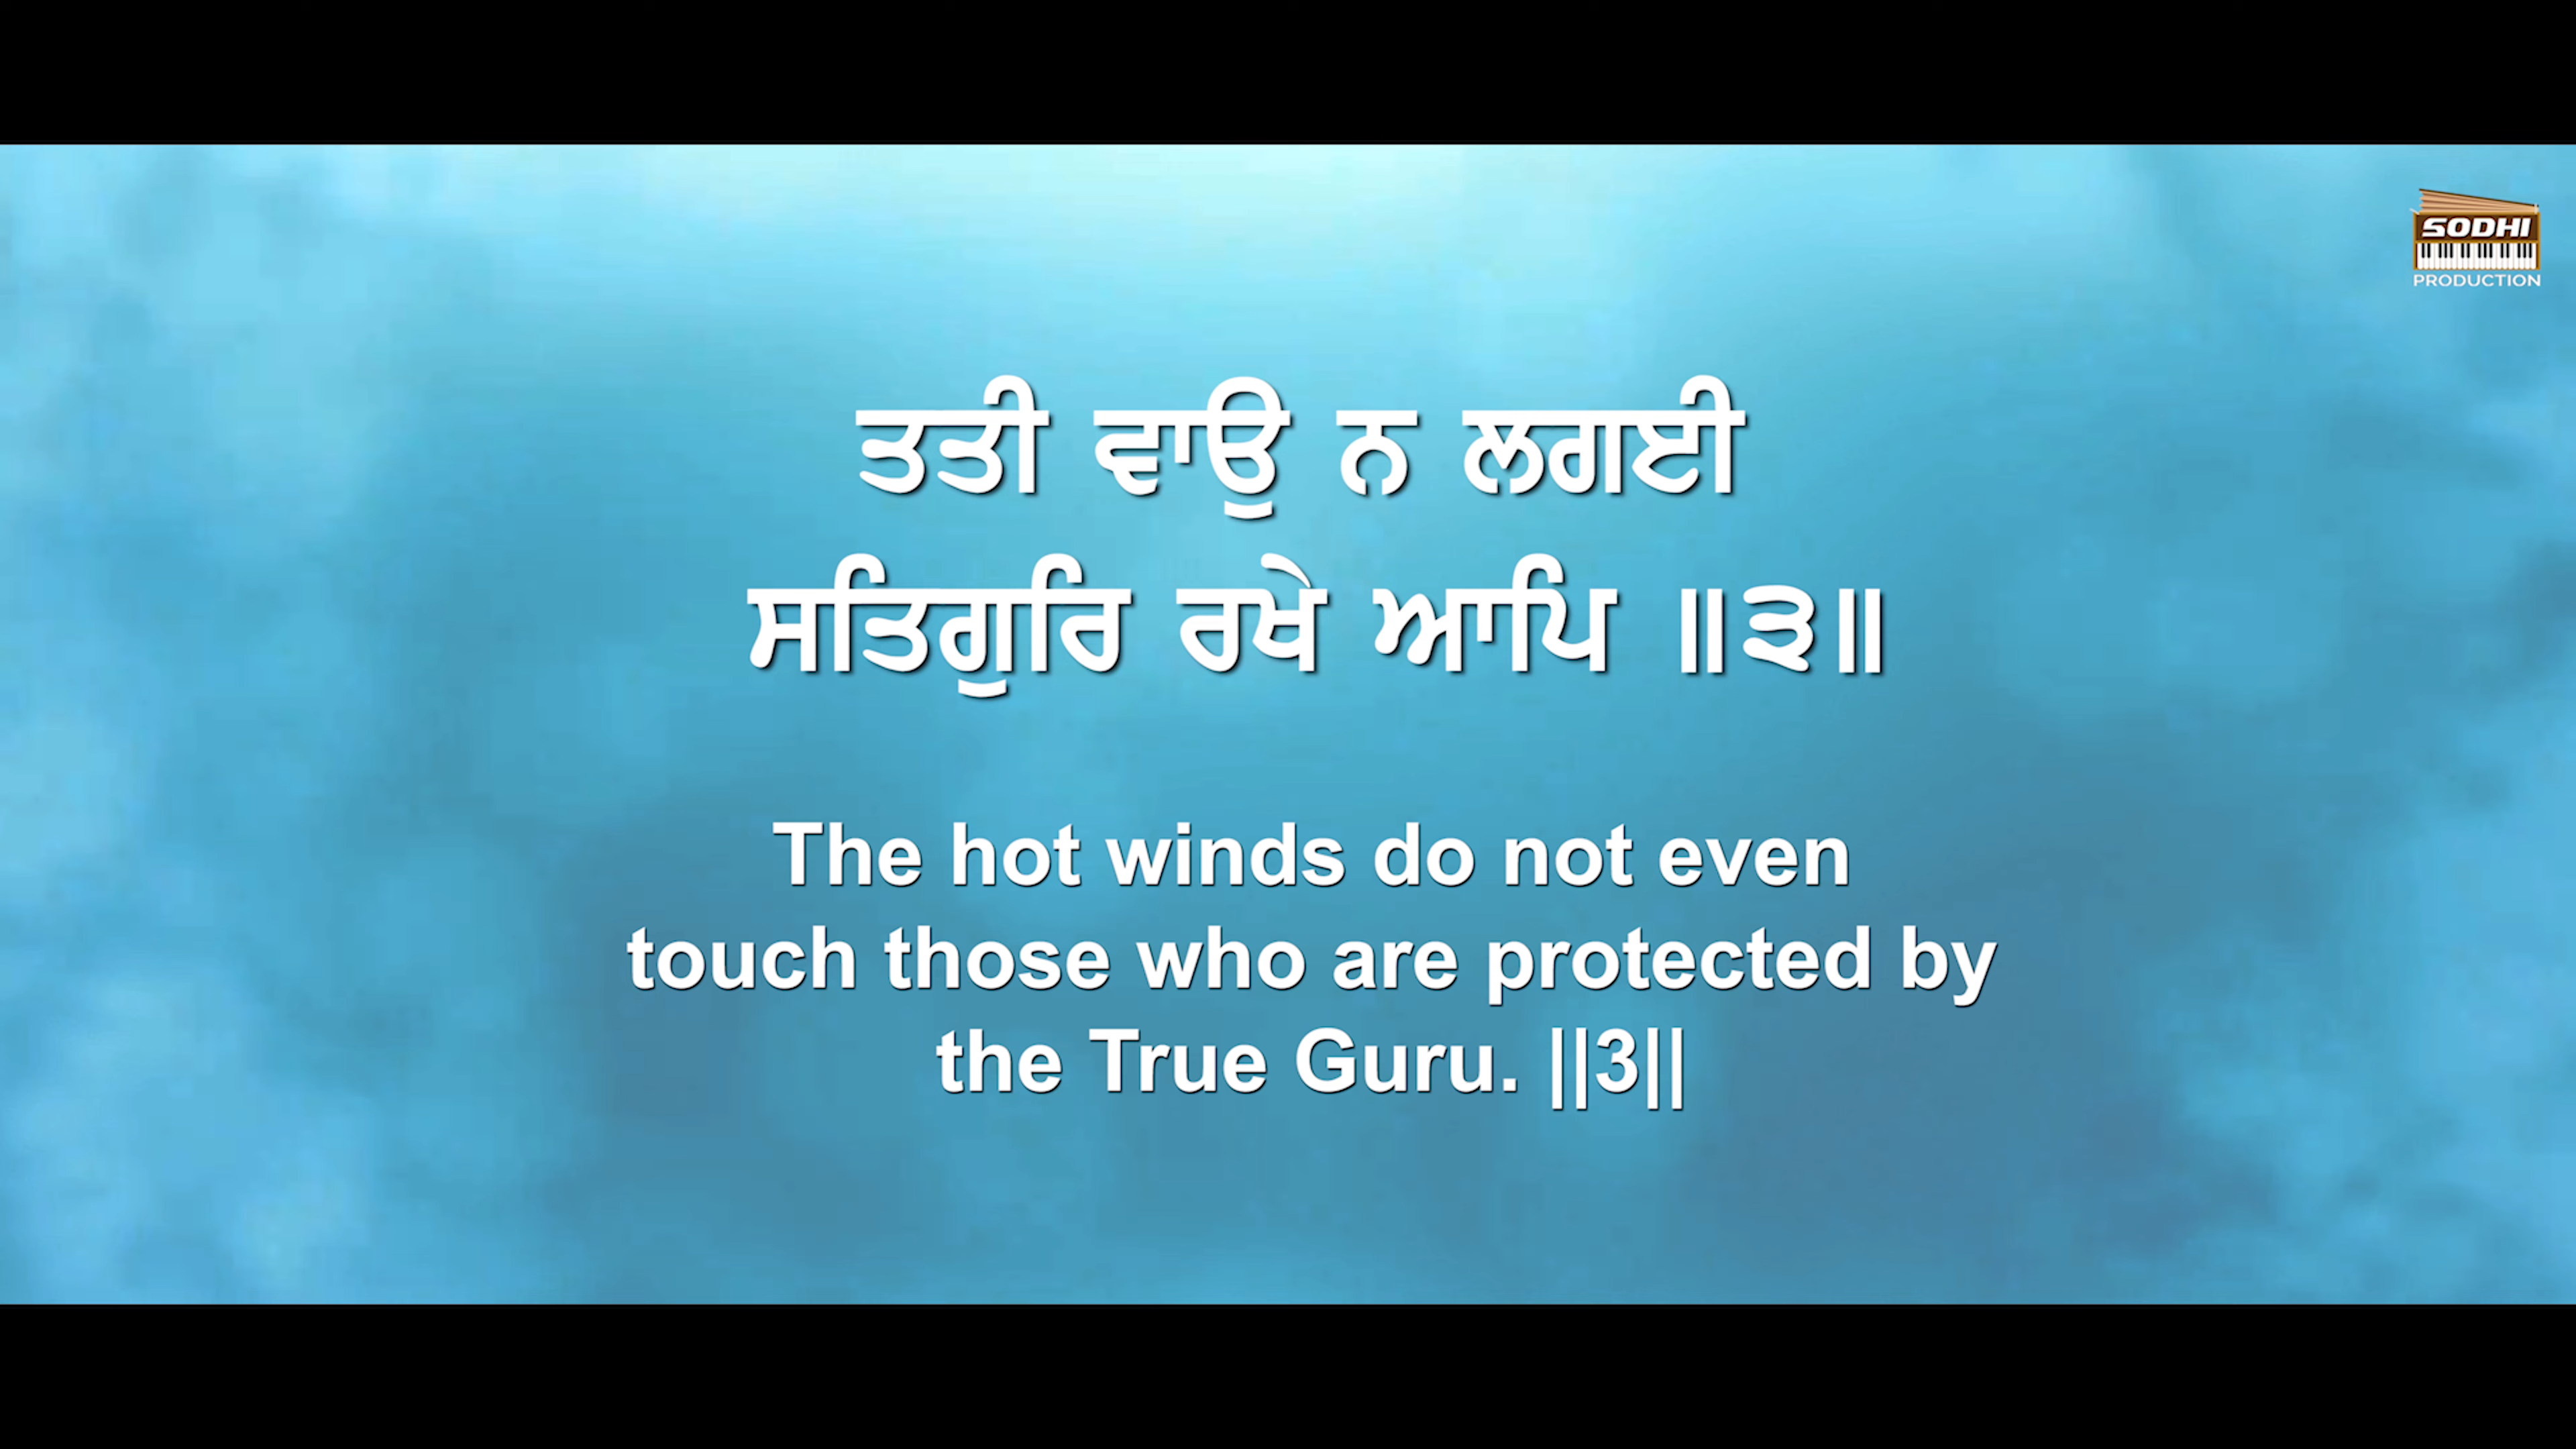 SODHI
PRODUCTION
ਤਤੀ ਵਾਉ ਨ ਲਗਈ
ਸਤਿਗੁਰਿ ਰਖੇ ਆਪਿ ॥੩॥
The hot winds do not even
touch those who are protected by
the True Guru. ||3||